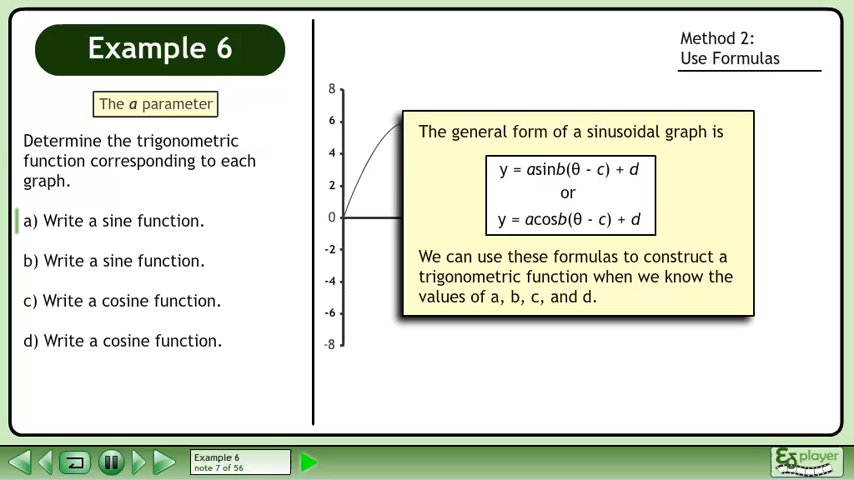 Example 6
The a parameter
Determine the trigonometric
function corresponding to each
graph.
a) Write a sine function.
b) Write a sine function.
c) Write a cosine function.
d) Write a cosine function.
Method 2:
Use Formulas
8
6
4
2
0
-2
-4
-6
-8
The general form of a sinusoidal graph is
y = asinb(θ - c) + d
or
y = acosb(θ - c) + d
We can use these formulas to construct a
trigonometric function when we know the
values of a, b, c, and d.
Example 6
note 7 of 56
player